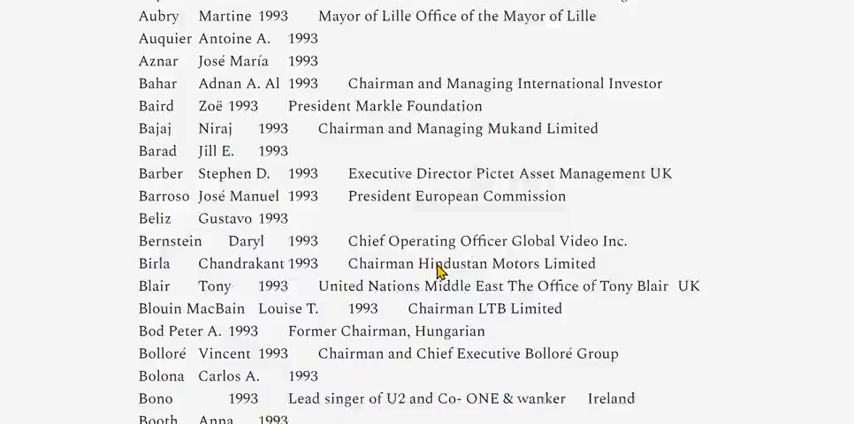 Aubry Martine 1993 Mayor of Lille Office of the Mayor of Lille
Auquier Antoine A. 1993
Aznar José María 1993
Bahar Adnan A. Al 1993 Chairman and Managing International Investor
Baird Zoë 1993 President Markle Foundation
Bajaj Niraj 1993 Chairman and Managing Mukand Limited
Barad Jill E. 1993
Barber Stephen D. 1993 Executive Director Pictet Asset Management UK
Barroso José Manuel 1993 President European Commission
Beliz Gustavo 1993
Bernstein Daryl 1993 Chief Operating Officer Global Video Inc.
Birla Chandrakant 1993 Chairman Hindustan Motors Limited
Blair Tony 1993 United Nations Middle East The Office of Tony Blair UK
Blouin MacBain Louise T. 1993 Chairman LTB Limited
Bod Peter A. 1993 Former Chairman, Hungarian
Bolloré Vincent 1993 Chairman and Chief Executive Bolloré Group
Bolona Carlos A. 1993
Bono 1993 Lead singer of U2 and Co- ONE & wanker Ireland
Booth Anna 1993